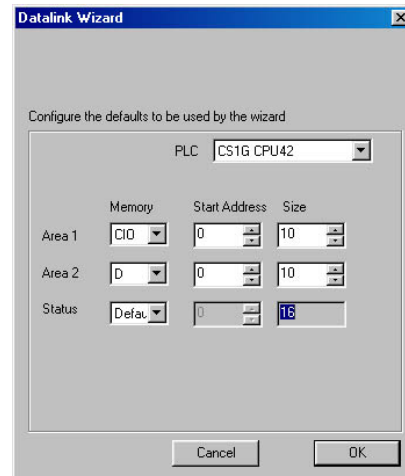 Datalink Wizard
Configure the defaults to be used by the wizard
PLC CS1G CPU42
Memory Start Address Size
Area 1 CIO 0 10
Area 2 D 0 10
Status Defau 0 16
Cancel OK